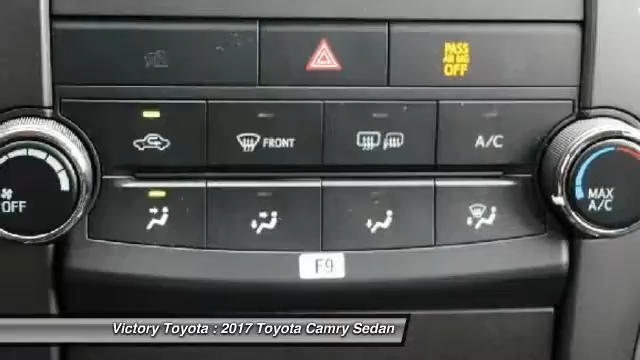 PASS
AIR BAG
OFF
FRONT
A/C
OFF
MAX
A/C
F9
Victory Toyota : 2017 Toyota Camry Sedan